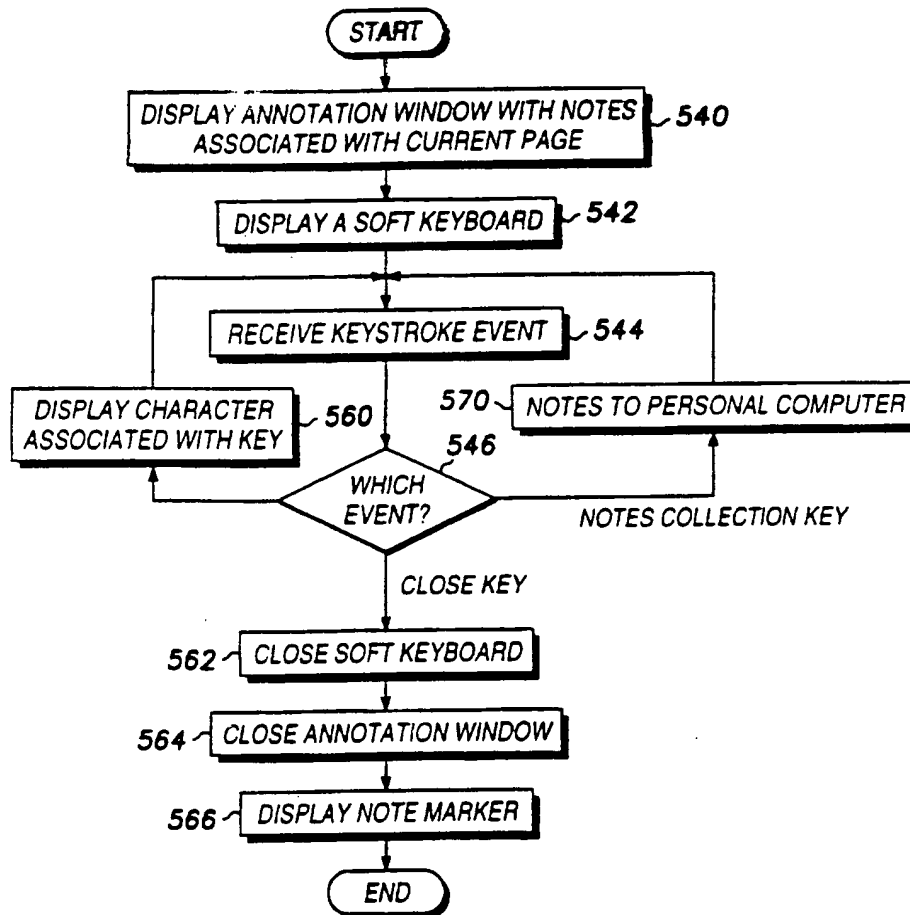 START
DISPLAY ANNOTATION WINDOW WITH NOTES
ASSOCIATED WITH CURRENT PAGE
540
DISPLAY A SOFT KEYBOARD
542
RECEIVE KEYSTROKE EVENT
544
DISPLAY CHARACTER
ASSOCIATED WITH KEY
560
570
NOTES TO PERSONAL COMPUTER
546
WHICH
EVENT?
NOTES COLLECTION KEY
CLOSE KEY
562
CLOSE SOFT KEYBOARD
564
CLOSE ANNOTATION WINDOW
566
DISPLAY NOTE MARKER
END